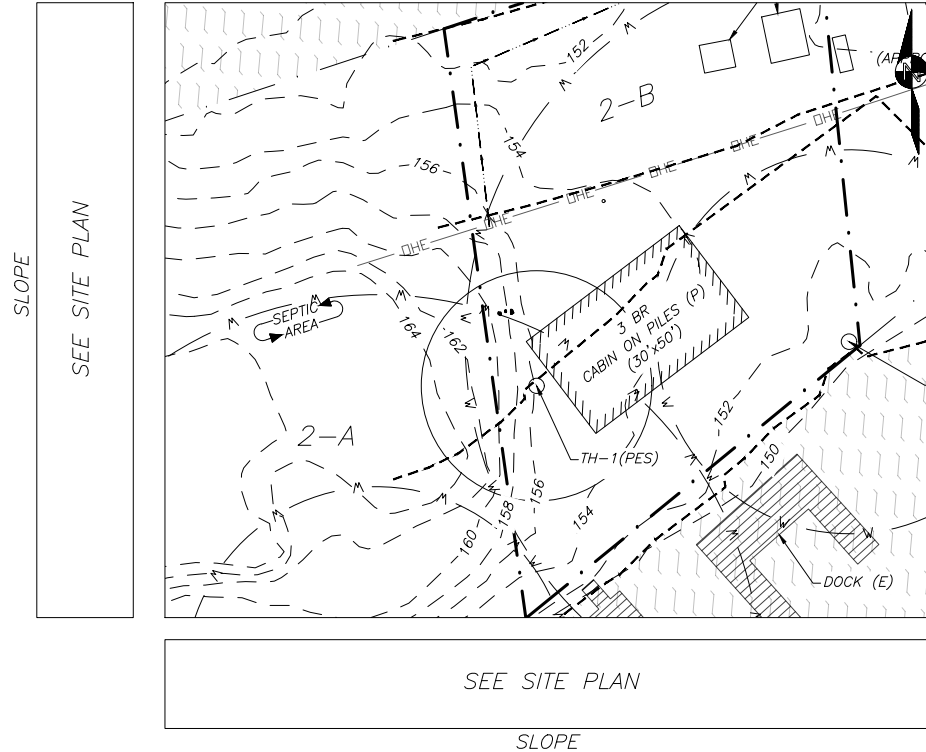 SLOPE
SEE SITE PLAN
152
2-B
154
156
OHE
OHE
OHE
OHE
OHE
OHE
W
W
W
W
W
SEPTIC
AREA
164
162
3 BR
CABIN ON PILES (P)
(30'x50')
152
2-A
TH-1(PES)
150
156
158
154
160
W
W
W
W
DOCK (E)
SEE SITE PLAN
SLOPE